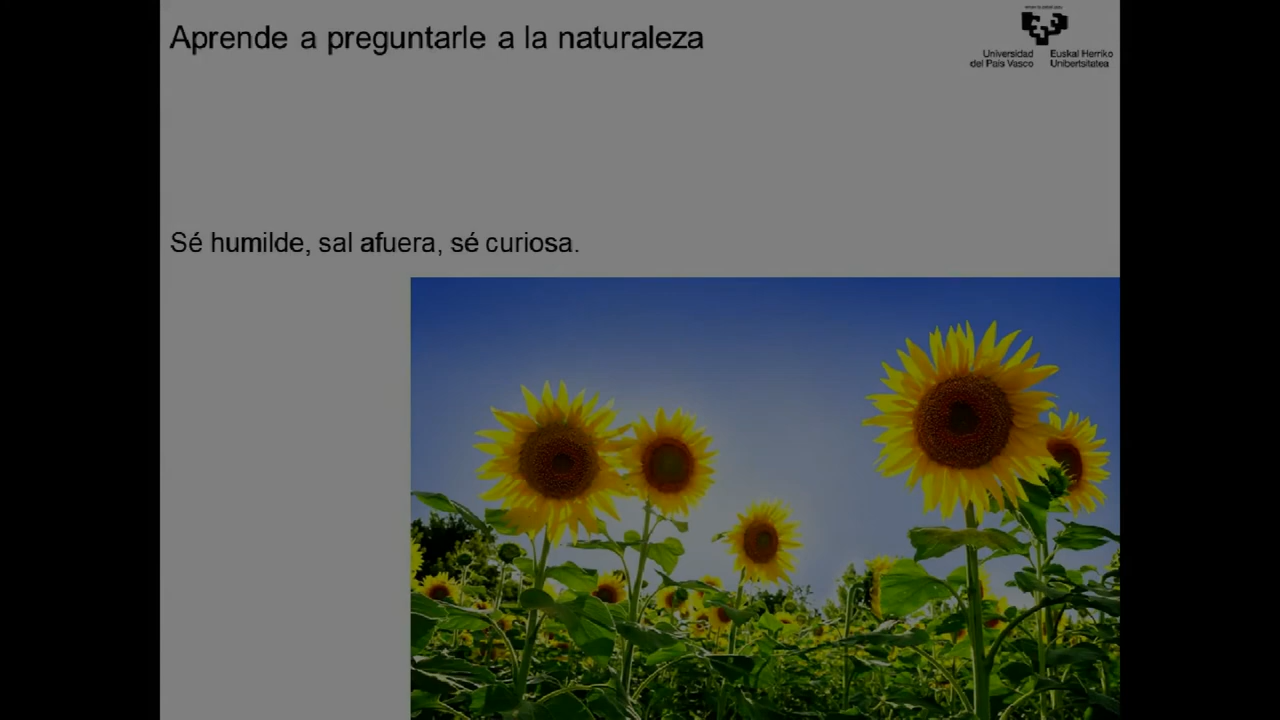 Aprende a preguntarle a la naturaleza
Universidad
del País Vasco
Euskal Herriko
Unibertsitatea
Sé humilde, sal afuera, sé curiosa.